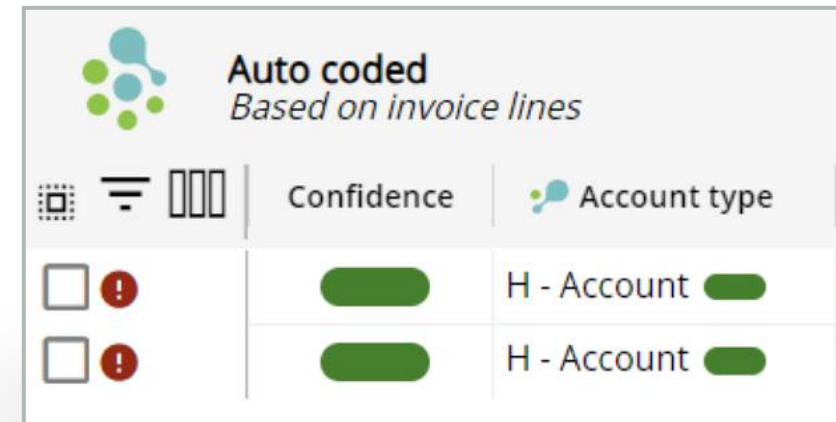 Auto coded
Based on invoice lines
Confidence Account type
H - Account
H - Account